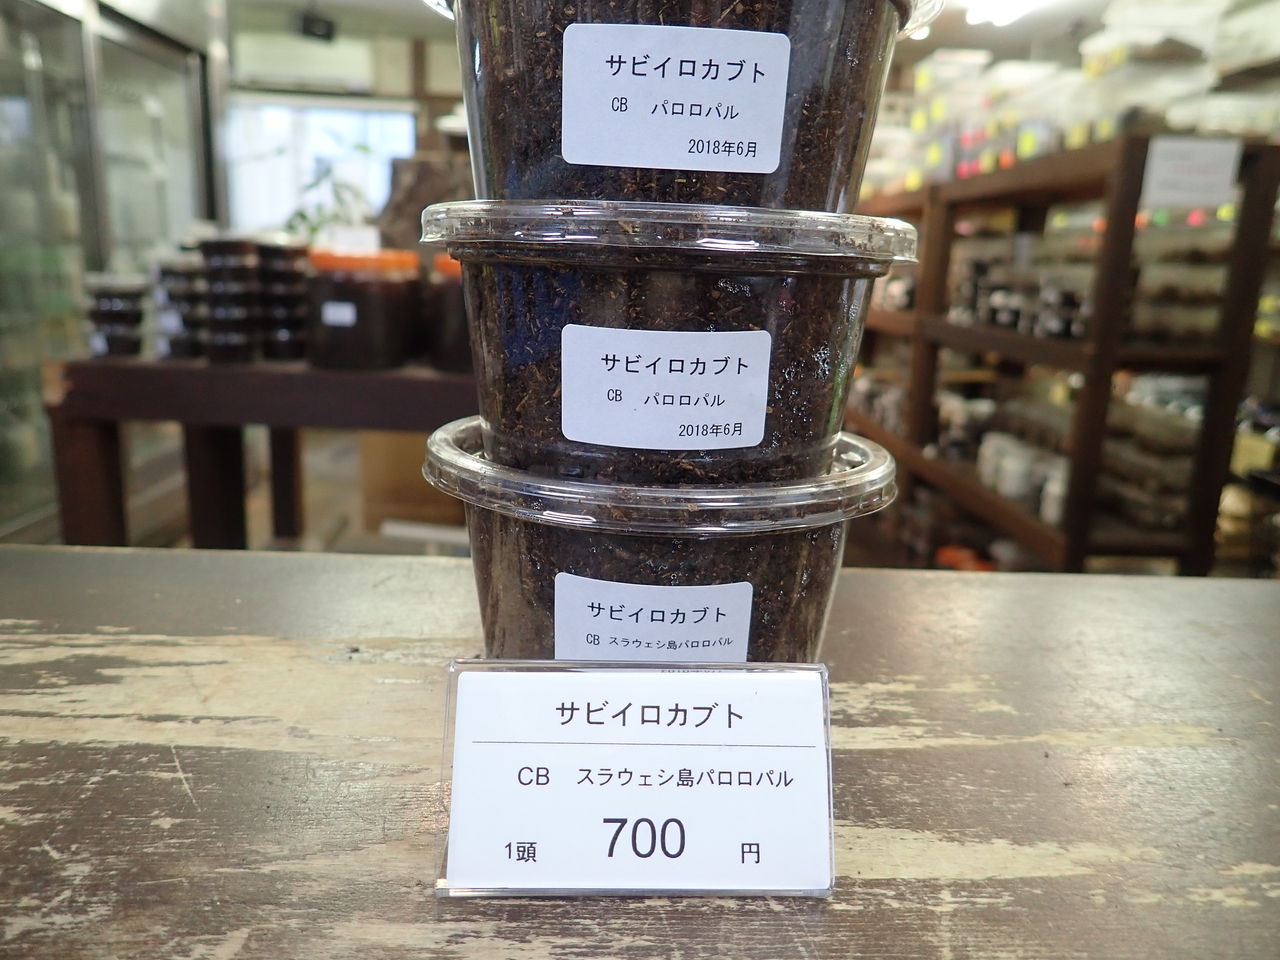 サビイロカブト
CB パロロパル
2018年6月
サビイロカブト
CB パロロパル
2018年6月
サビイロカブト
CB スラウェシ島パロロパル
サビイロカブト
CB スラウェシ島パロロパル
1頭 700 円